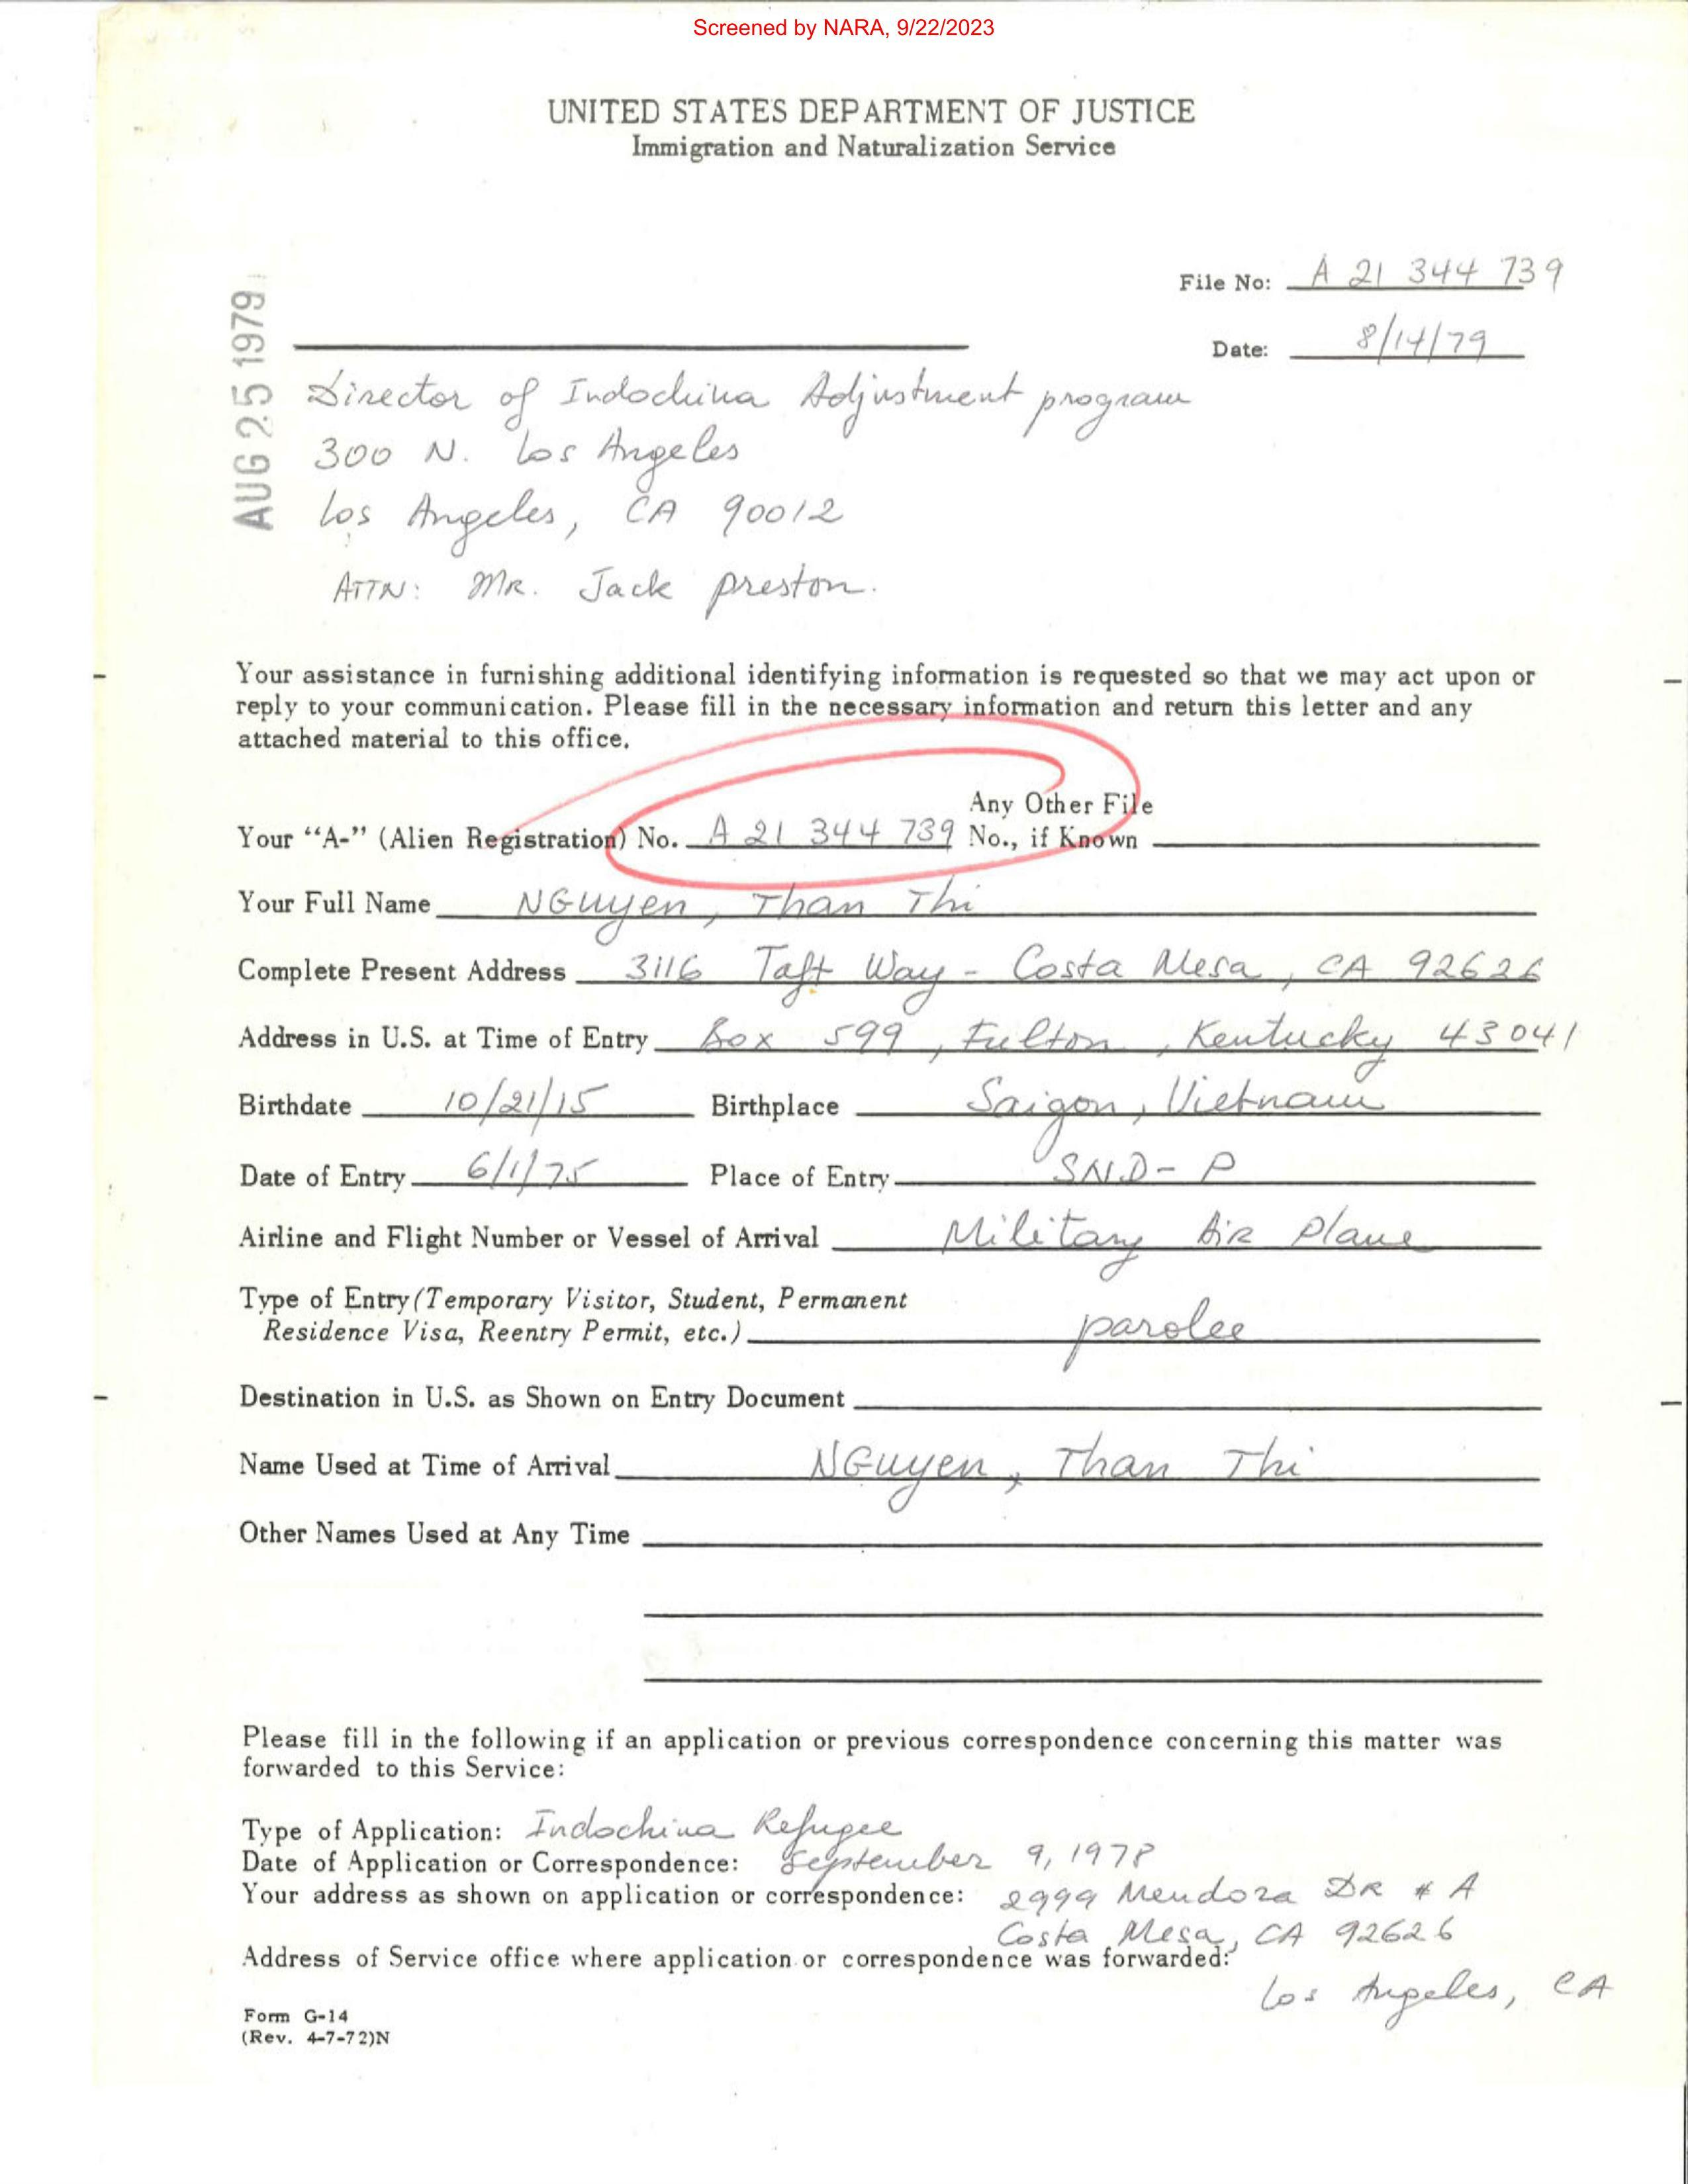 Screened by NARA, 9/22/2023
UNITED STATES DEPARTMENT OF JUSTICE
Immigration and Naturalization Service
File No: A 21 344 739
AUG 25 1979
Date: 8/14/79
Director of Indochina Adjustment program
300 N. Los Angeles
Los Angeles, CA 90012
ATTN: MR. Jack preston.
Your assistance in furnishing additional identifying information is requested so that we may act upon or
reply to your communication. Please fill in the necessary information and return this letter and any
attached material to this office.
Any Other File
Your "A-" (Alien Registration) No. A 21 344 739 No., if Known
Your Full Name NGuyen, Than Thi
Complete Present Address 3116 Taft Way - Costa Mesa, CA 92626
Address in U.S. at Time of Entry Box 599, Fulton, Kentucky 43041
Birthdate 10/21/15 Birthplace Saigon, Vietnam
Date of Entry 6/1/75 Place of Entry SND- P
Airline and Flight Number or Vessel of Arrival Military Air plane
Type of Entry (Temporary Visitor, Student, Permanent
Residence Visa, Reentry Permit, etc.) parolee
Destination in U.S. as Shown on Entry Document
Name Used at Time of Arrival NGuyen, Than Thi
Other Names Used at Any Time
Please fill in the following if an application or previous correspondence concerning this matter was
forwarded to this Service:
Type of Application: Indochina Refugee
Date of Application or Correspondence: September 9, 1978
Your address as shown on application or correspondence: 2999 Mendoza DR # A
Costa Mesa, CA 92626
Address of Service office where application or correspondence was forwarded:
Los Angeles, CA
Form G-14
(Rev. 4-7-72)N